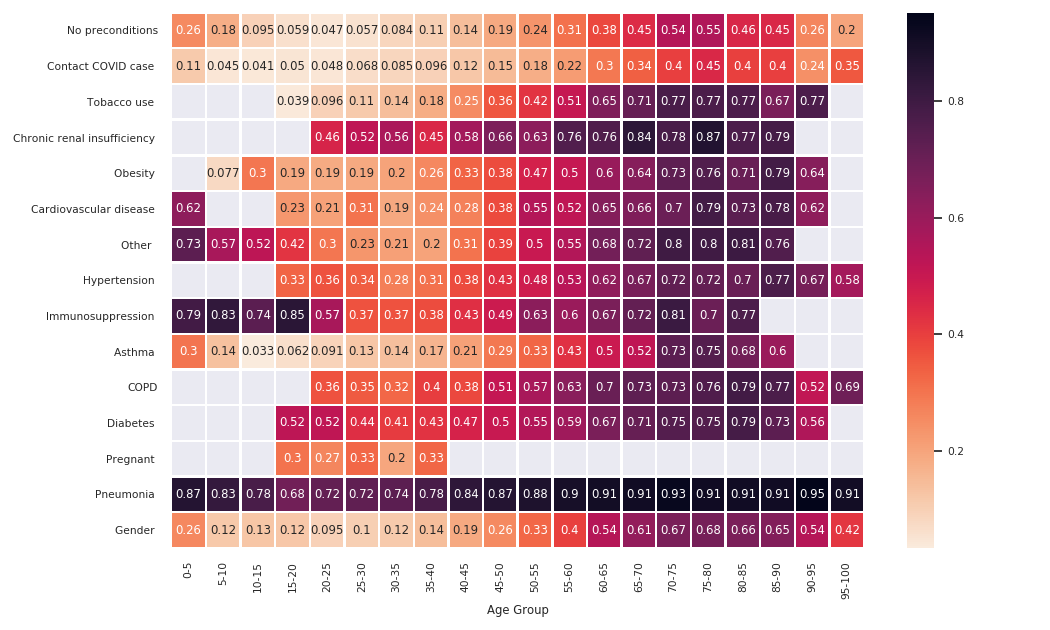 No preconditions 0.26 0.18 0.095 0.059 0.047 0.057 0.084 0.11 0.14 0.19 0.24 0.31 0.38 0.45 0.54 0.55 0.46 0.45 0.26 0.2
Contact COVID case 0.11 0.045 0.041 0.05 0.048 0.068 0.085 0.096 0.12 0.15 0.18 0.22 0.3 0.34 0.4 0.45 0.4 0.4 0.24 0.35
Tobacco use 0.039 0.096 0.11 0.14 0.18 0.25 0.36 0.42 0.51 0.65 0.71 0.77 0.77 0.77 0.67 0.77
Chronic renal insufficiency 0.46 0.52 0.56 0.45 0.58 0.66 0.63 0.76 0.76 0.84 0.78 0.87 0.77 0.79
Obesity 0.077 0.3 0.19 0.19 0.19 0.2 0.26 0.33 0.38 0.47 0.5 0.6 0.64 0.73 0.76 0.71 0.79 0.64
Cardiovascular disease 0.62 0.23 0.21 0.31 0.19 0.24 0.28 0.38 0.55 0.52 0.65 0.66 0.7 0.79 0.73 0.78 0.62
Other 0.73 0.57 0.52 0.42 0.3 0.23 0.21 0.2 0.31 0.39 0.5 0.55 0.68 0.72 0.8 0.8 0.81 0.76
Hypertension 0.33 0.36 0.34 0.28 0.31 0.38 0.43 0.48 0.53 0.62 0.67 0.72 0.72 0.7 0.77 0.67 0.58
Immunosuppression 0.79 0.83 0.74 0.85 0.57 0.37 0.37 0.38 0.43 0.49 0.63 0.6 0.67 0.72 0.81 0.7 0.77
Asthma 0.3 0.14 0.033 0.062 0.091 0.13 0.14 0.17 0.21 0.29 0.33 0.43 0.5 0.52 0.73 0.75 0.68 0.6
COPD 0.36 0.35 0.32 0.4 0.38 0.51 0.57 0.63 0.7 0.73 0.73 0.76 0.79 0.77 0.52 0.69
Diabetes 0.52 0.52 0.44 0.41 0.43 0.47 0.5 0.55 0.59 0.67 0.71 0.75 0.75 0.79 0.73 0.56
Pregnant 0.3 0.27 0.33 0.2 0.33
Pneumonia 0.87 0.83 0.78 0.68 0.72 0.72 0.74 0.78 0.84 0.87 0.88 0.9 0.91 0.91 0.93 0.91 0.91 0.91 0.95 0.91
Gender 0.26 0.12 0.13 0.12 0.095 0.1 0.12 0.14 0.19 0.26 0.33 0.4 0.54 0.61 0.67 0.68 0.66 0.65 0.54 0.42
0-5 5-10 10-15 15-20 20-25 25-30 30-35 35-40 40-45 45-50 50-55 55-60 60-65 65-70 70-75 75-80 80-85 85-90 90-95 95-100
Age Group
0.8
0.6
0.4
0.2